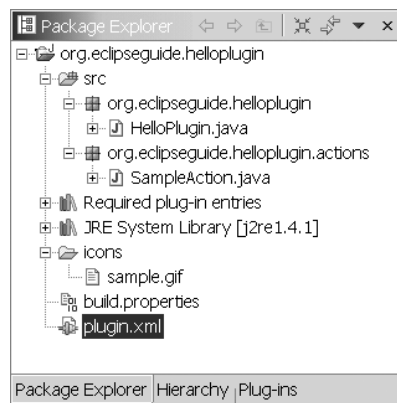 Package Explorer
org.eclipseguide.helloplugin
src
org.eclipseguide.helloplugin
HelloPlugin.java
org.eclipseguide.helloplugin.actions
SampleAction.java
Required plug-in entries
JRE System Library [j2re1.4.1]
icons
sample.gif
build.properties
plugin.xml
Package Explorer Hierarchy Plug-ins